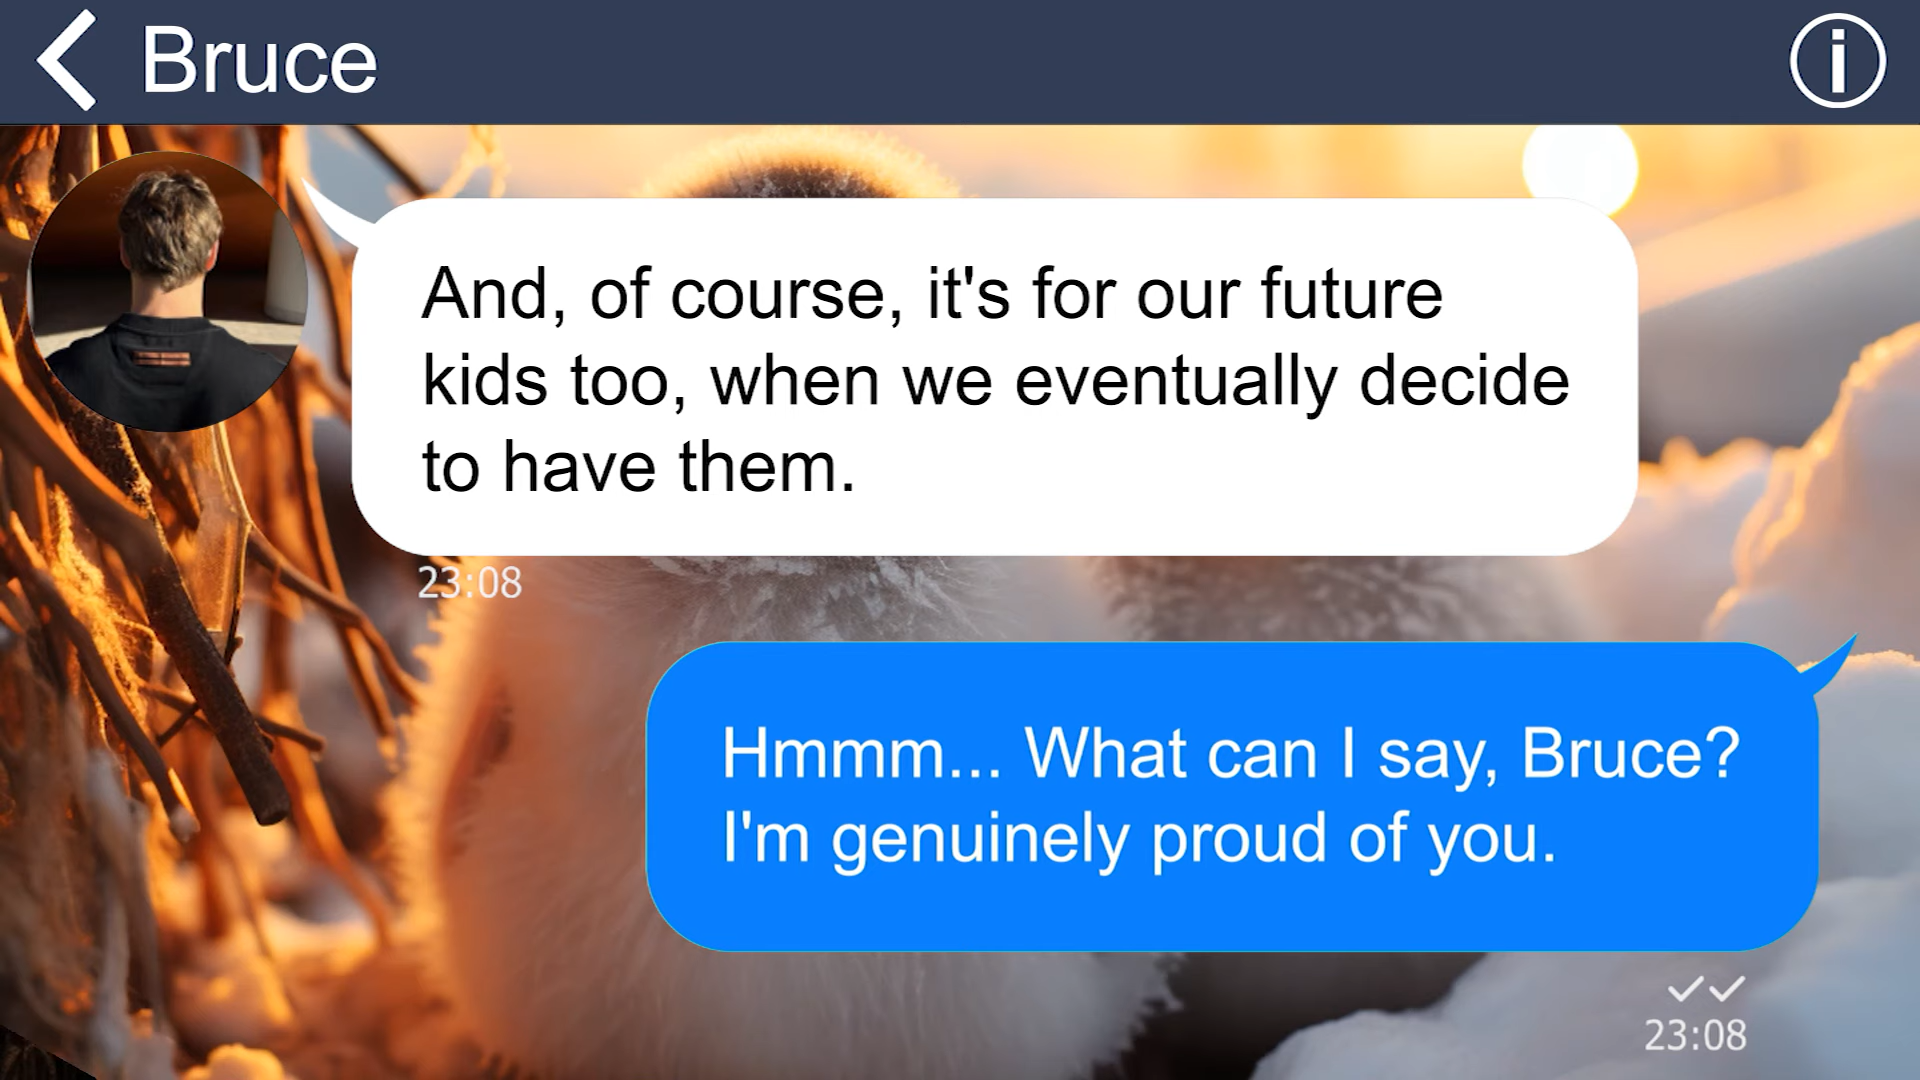 Bruce
And, of course, it's for our future
kids too, when we eventually decide
to have them.
23:08
Hmmm... What can I say, Bruce?
I'm genuinely proud of you.
23:08